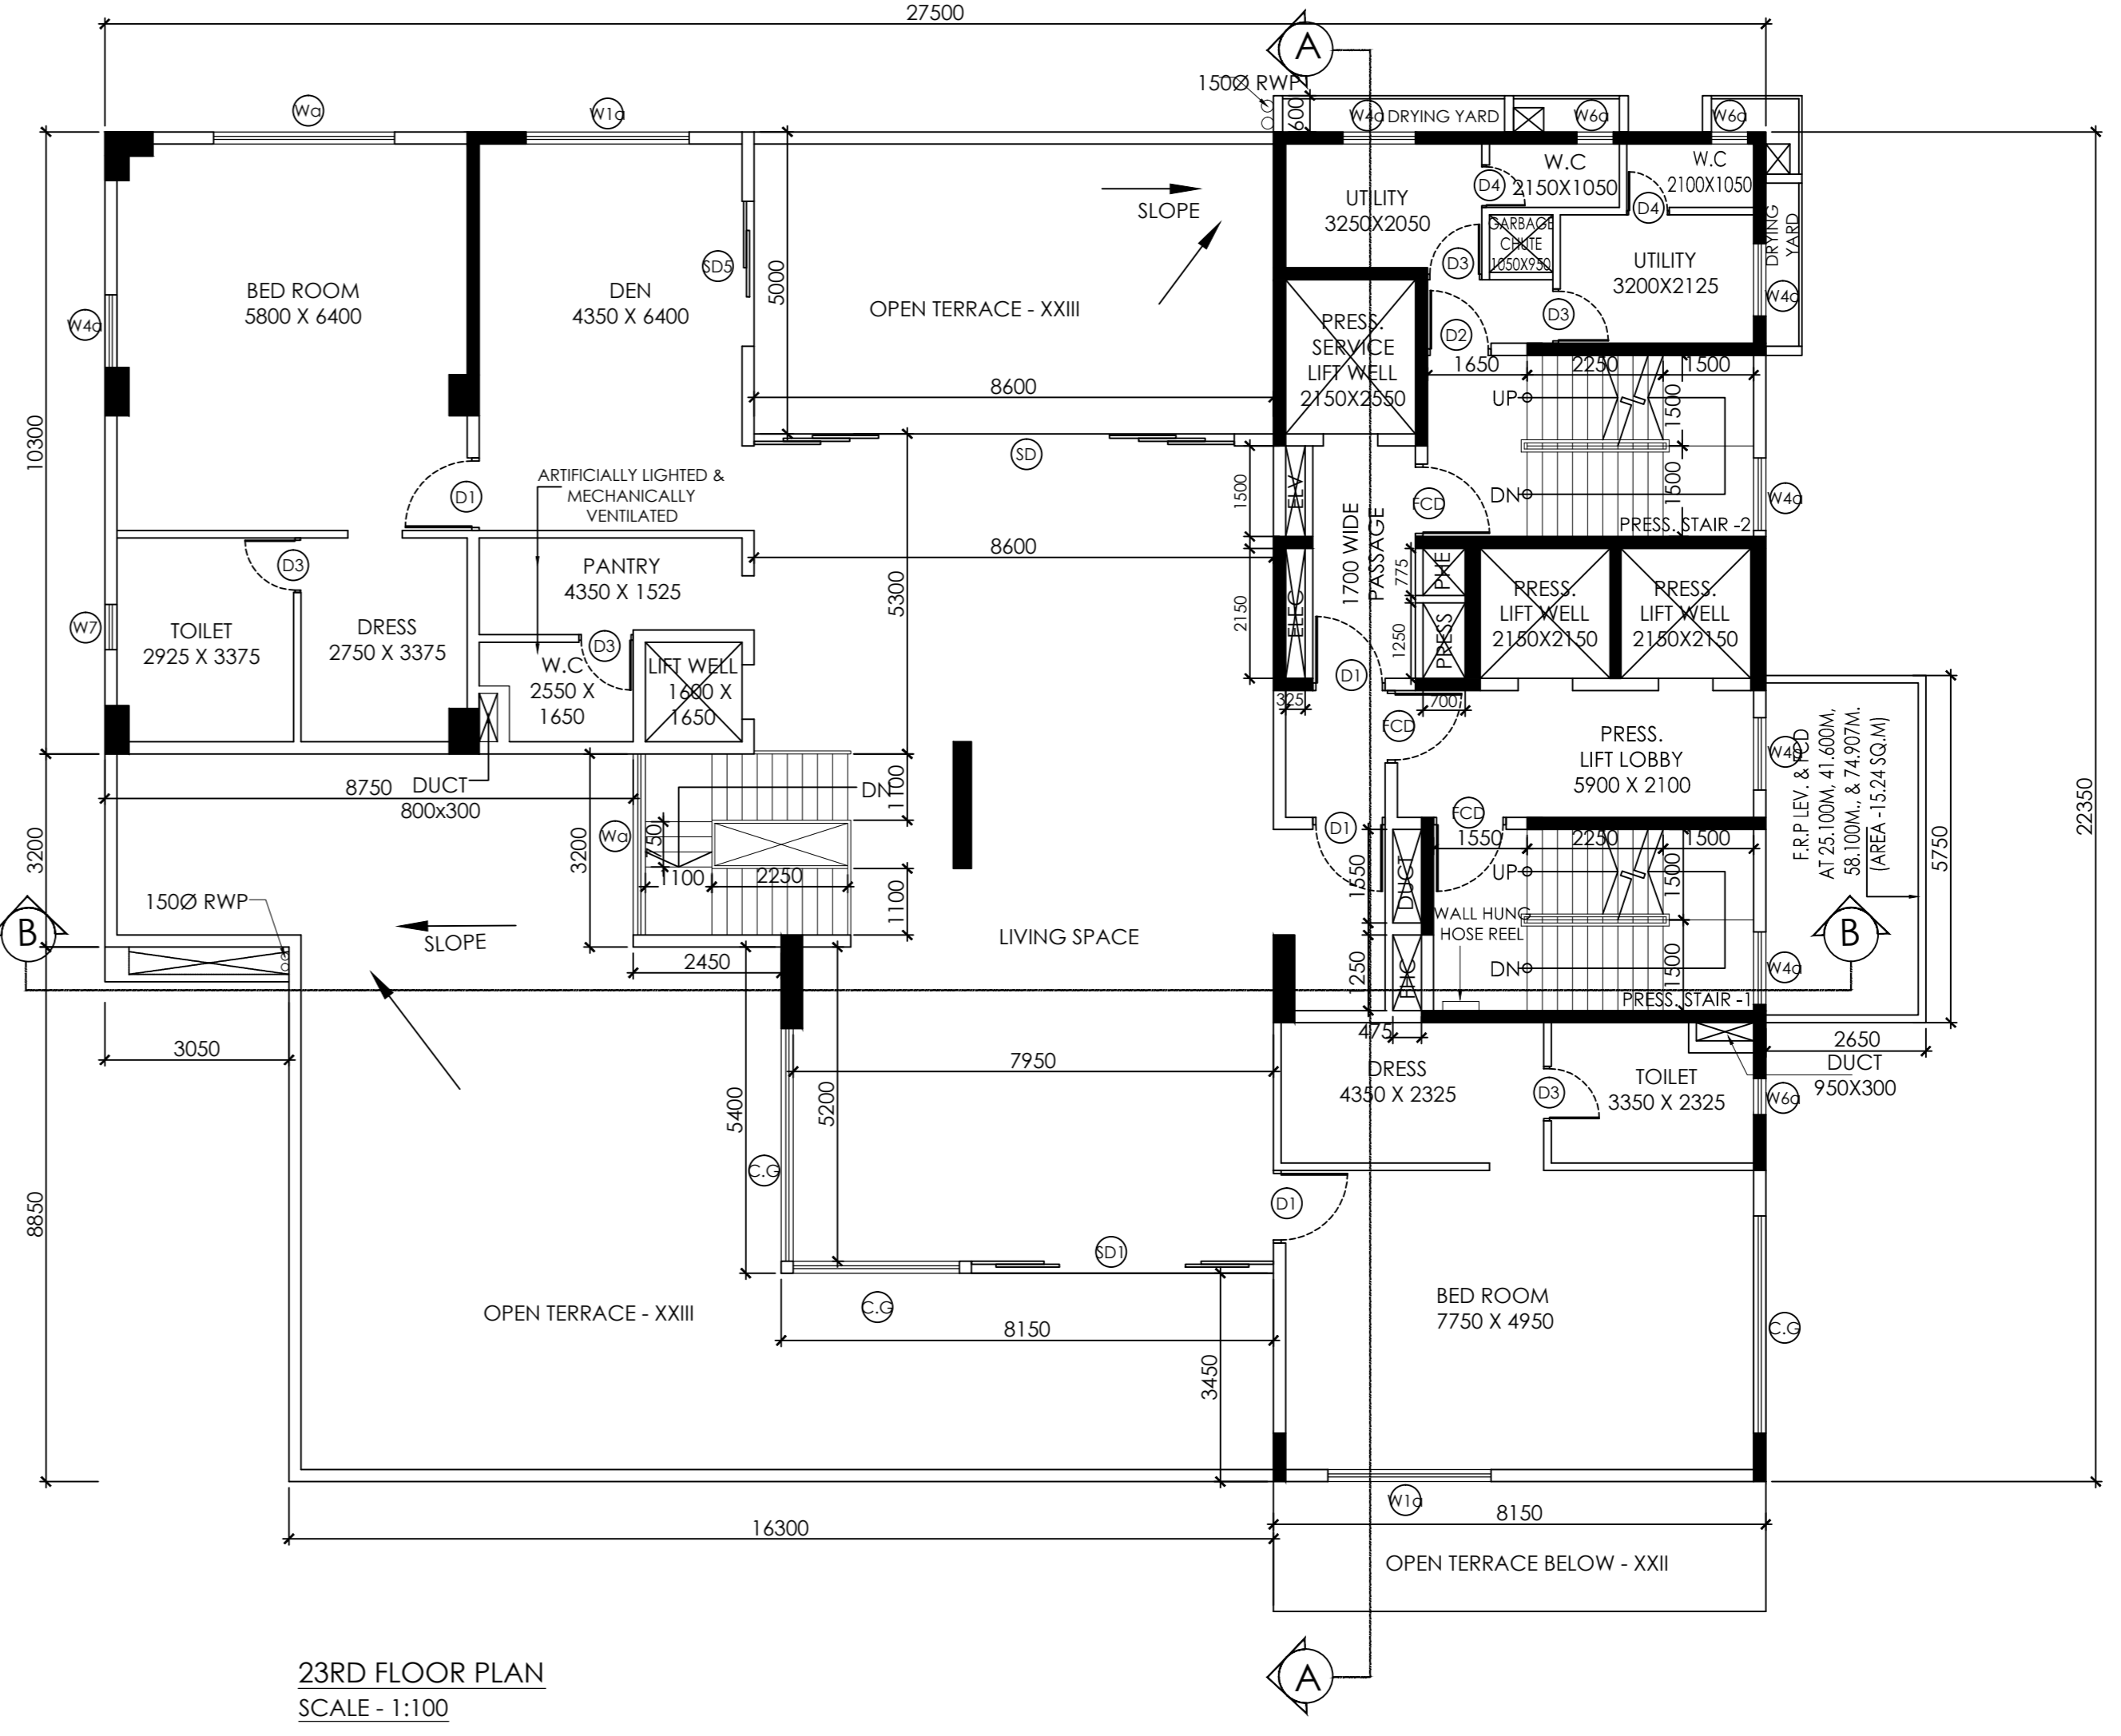 27500
A
150Ø RWP
600
W4a
DRYING YARD
W6a
W6a
Wa
W1a
W.C
2150X1050
W.C
2100X1050
D4
D4
SLOPE
UTILITY
3250X2050
GARBAGE
CHUTE
1050X950
DRYING
YARD
UTILITY
3200X2125
D3
SD5
5000
BED ROOM
5800 X 6400
DEN
4350 X 6400
OPEN TERRACE - XXIII
W4a
W4a
D3
D2
PRESS.
SERVICE
LIFT WELL
2150X2550
1650
2250
1500
8600
UP
1500
10300
SD
ARTIFICIALLY LIGHTED &
MECHANICALLY
VENTILATED
D1
1500
ELV
FCD
DN
1500
W4a
PRESS. STAIR -2
1700 WIDE
PASSAGE
8600
D3
PANTRY
4350 X 1525
5300
2150
ELEC
775
PHE
1250
PRESS
PRESS.
LIFT WELL
2150X2150
PRESS.
LIFT WELL
2150X2150
W7
TOILET
2925 X 3375
DRESS
2750 X 3375
D3
W.C
2550 X
1650
LIFT WELL
1600 X
1650
D1
325
700
FCD
PRESS.
LIFT LOBBY
5900 X 2100
W4a
F.R.P LEV. & FCD
AT 25.100M, 41.600M,
58.100M., & 74.907M.
(AREA -15.24 SQ.M)
5750
22350
8750
DUCT
800x300
DN
1100
3200
3200
Wa
750
1100
2250
1100
D1
FCD
1550
2250
1500
1550
DUCT
UP
1500
WALL HUNG
HOSE REEL
150Ø RWP
B
SLOPE
LIVING SPACE
B
2450
1250
FHC
DN
1500
W4a
PRESS. STAIR -1
475
3050
7950
2650
DUCT
950X300
DRESS
4350 X 2325
D3
TOILET
3350 X 2325
W6a
5400
5200
C.G
D1
8850
SD1
C.G
OPEN TERRACE - XXIII
BED ROOM
7750 X 4950
C.G
8150
3450
W1a
16300
8150
OPEN TERRACE BELOW - XXII
A
23RD FLOOR PLAN
SCALE - 1:100